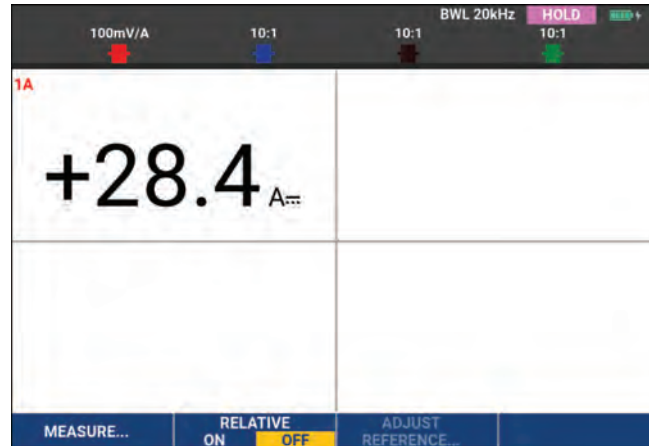 BWL 20kHz HOLD
100mV/A 10:1 10:1 10:1
1A
+28.4 A
MEASURE...
RELATIVE
ON OFF
ADJUST
REFERENCE...